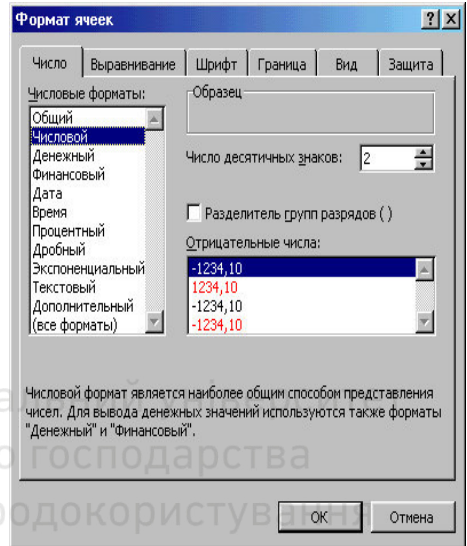 Формат ячеек
Число Выравнивание Шрифт Граница Вид Защита
Числовые форматы:
Общий
Числовой
Денежный
Финансовый
Дата
Время
Процентный
Дробный
Экспоненциальный
Текстовый
Дополнительный
(все форматы)
Образец
Число десятичных знаков: 2
Разделитель групп разрядов ( )
Отрицательные числа:
-1234,10
1234,10
-1234,10
-1234,10
Числовой формат является наиболее общим способом представления
чисел. Для вывода денежных значений используются также форматы
"Денежный" и "Финансовый".
господарства
родокористування
ОК Отмена